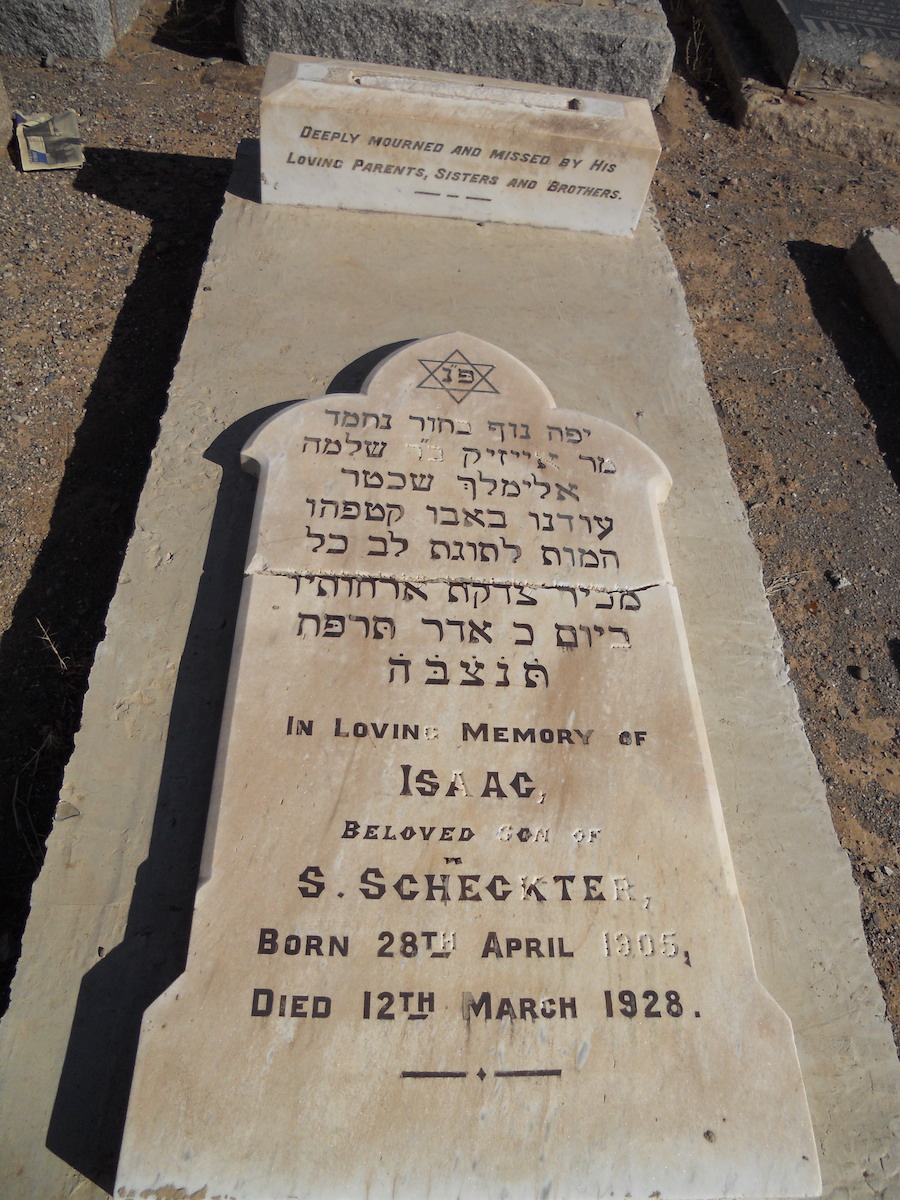 DEEPLY MOURNED AND MISSED BY HIS
LOVING PARENTS, SISTERS AND BROTHERS.
פ״נ
יפה נוף בחור נחמד
מר אייזיק ב״ר שלמה
אלימלך שכטר
עודנו באבו קטפהו
המות לתוגת לב כל
מכיר צדקת ארחותיו
ביום כ אדר תרפח
תנצבה
IN LOVING MEMORY OF
ISAAC,
BELOVED SON OF
S. SCHECKTER,
BORN 28TH APRIL 1905,
DIED 12TH MARCH 1928.